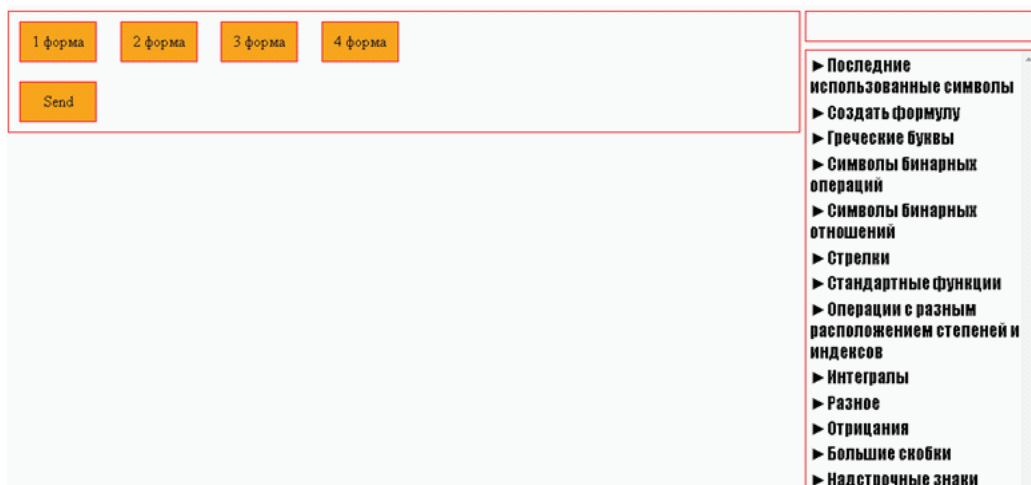 1 форма 2 форма 3 форма 4 форма
Send
►Последние
использованные символы
►Создать формулу
►Греческие буквы
►Символы бинарных
операций
►Символы бинарных
отношений
►Стрелки
►Стандартные функции
►Операции с разным
расположением степеней и
индексов
►Интегралы
►Разное
►Отрицания
►Большие скобки
►Надстрочные знаки